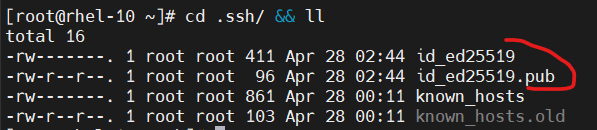 [root@rhel-10 ~]# cd .ssh/ && ll
total 16
-rw-------. 1 root root 411 Apr 28 02:44 id_ed25519
-rw-r--r--. 1 root root  96 Apr 28 02:44 id_ed25519.pub
-rw-------. 1 root root 861 Apr 28 00:11 known_hosts
-rw-r--r--. 1 root root 103 Apr 28 00:11 known_hosts.old